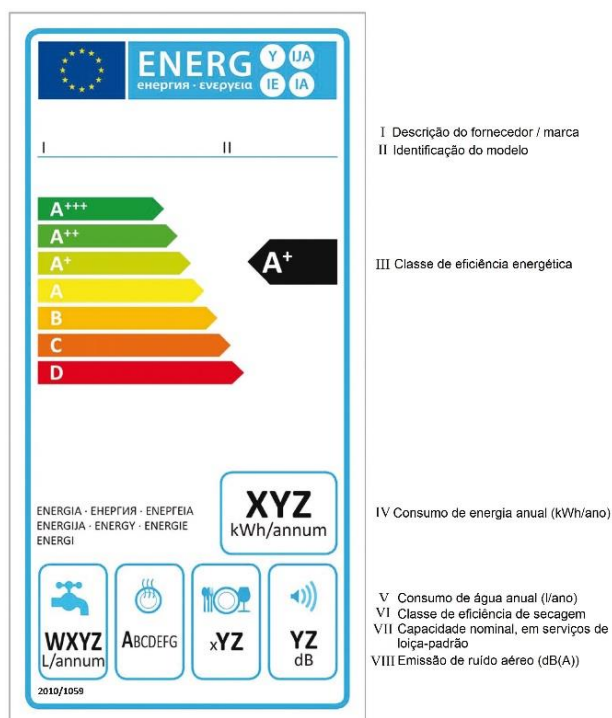 ENERG Y IJA
енергия · ενεργεια IE IA
I II
I Descrição do fornecedor / marca
II Identificação do modelo
A+++
A++
A+
A
B
C
D
A+
III Classe de eficiência energética
ENERGIA · ЕНЕРГИЯ · ΕΝΕΡΓΕΙΑ
ENERGIJA · ENERGY · ENERGIE
ENERGI
XYZ
kWh/annum
IV Consumo de energia anual (kWh/ano)
WXYZ
L/annum
ABCDEFG
xYZ
YZ
dB
V Consumo de água anual (l/ano)
VI Classe de eficiência de secagem
VII Capacidade nominal, em serviços de
loiça-padrão
VIII Emissão de ruído aéreo (dB(A))
2010/1059